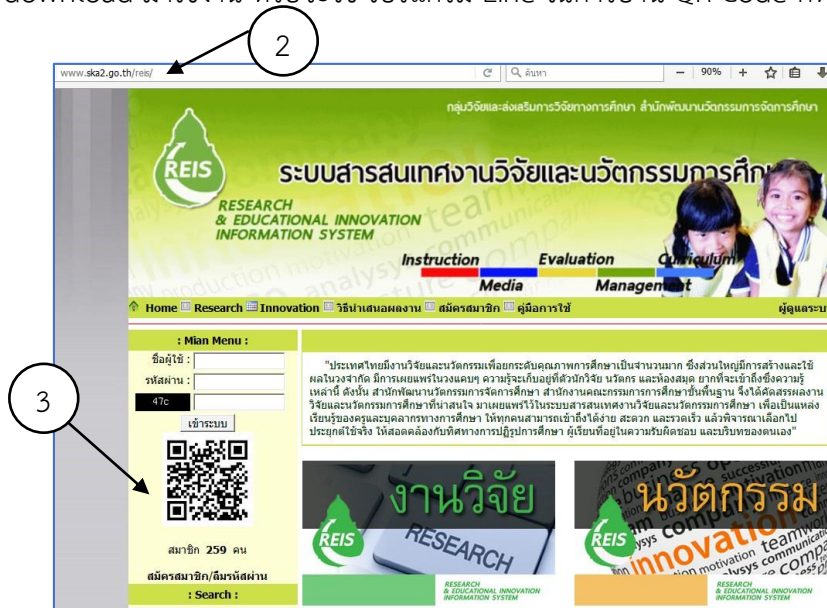 2
www.ska2.go.th/reis/
ค้นหา
90%
กลุ่มวิจัยและส่งเสริมการวิจัยทางการศึกษา สำนักพัฒนานวัตกรรมการจัดการศึกษา
REIS
ระบบสารสนเทศงานวิจัยและนวัตกรรมการศึก
RESEARCH
& EDUCATIONAL INNOVATION
INFORMATION SYSTEM
Instruction Evaluation Curriculum
Media Management
Home Research Innovation วิธีนำเสนอผลงาน สมัครสมาชิก คู่มือการใช้ ผู้ดูแลระบ
: Mian Menu :
ชื่อผู้ใช้ :
รหัสผ่าน :
47c
เข้าระบบ
3
สมาชิก 259 คน
สมัครสมาชิก/ลืมรหัสผ่าน
: Search :
"ประเทศไทยมีงานวิจัยและนวัตกรรมเพื่อยกระดับคุณภาพการศึกษาเป็นจำนวนมาก ซึ่งส่วนใหญ่มีการสร้างและใช้
ผลในวงจำกัด มีการเผยแพร่ในวงแคบๆ ความรู้จะเก็บอยู่ที่ตัวนักวิจัย นวัตกร และห้องสมุด ยากที่จะเข้าถึงซึ่งความรู้
เหล่านี้ ดังนั้น สำนักพัฒนานวัตกรรมการจัดการศึกษา สำนักงานคณะกรรมการการศึกษาขั้นพื้นฐาน จึงได้คัดสรรผลงาน
วิจัยและนวัตกรรมการศึกษาที่น่าสนใจ มาเผยแพร่ไว้ในระบบสารสนเทศงานวิจัยและนวัตกรรมการศึกษา เพื่อเป็นแหล่ง
เรียนรู้ของครูและบุคลากรทางการศึกษา ให้ทุกคนสามารถเข้าถึงได้ง่าย สะดวก และรวดเร็ว แล้วพิจารณาเลือกไป
ประยุกต์ใช้จริง ให้สอดคล้องกับทิศทางการปฏิรูปการศึกษา ผู้เรียนที่อยู่ในความรับผิดชอบ และบริบทของตนเอง"
งานวิจัย
REIS
RESEARCH
RESEARCH
& EDUCATIONAL INNOVATION
INFORMATION SYSTEM
นวัตกรรม
REIS
innovation
RESEARCH
& EDUCATIONAL INNOVATION
INFORMATION SYSTEM